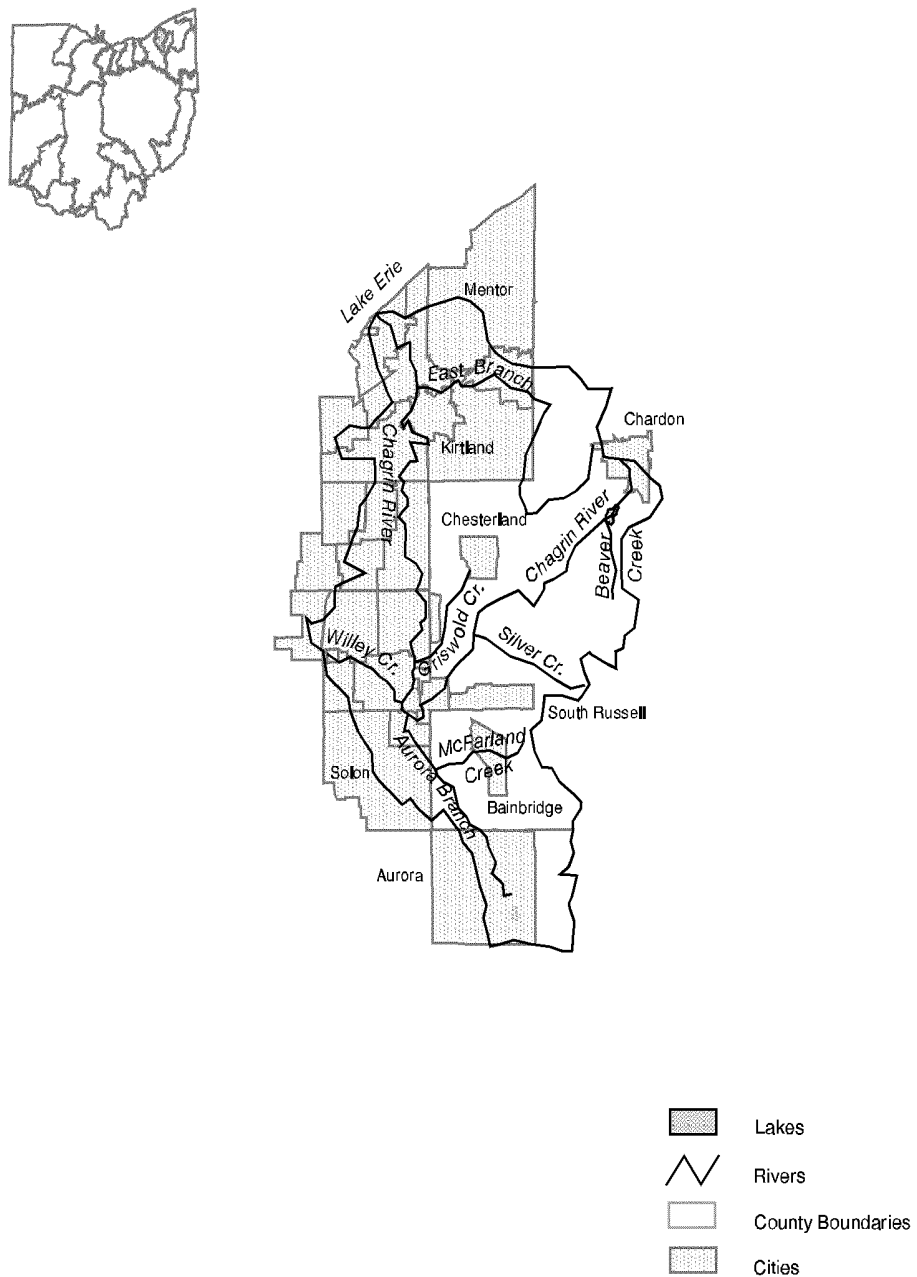 Lake Erie
Mentor
East Branch
Chardon
Chagrin River
Kirtland
Chesterland
Chagrin River
Beaver
Creek
Griswold Cr.
Willey Cr.
Silver Cr.
South Russell
McFarland
Creek
Aurora Branch
Solon
Bainbridge
Aurora
Lakes
Rivers
County Boundaries
Cities